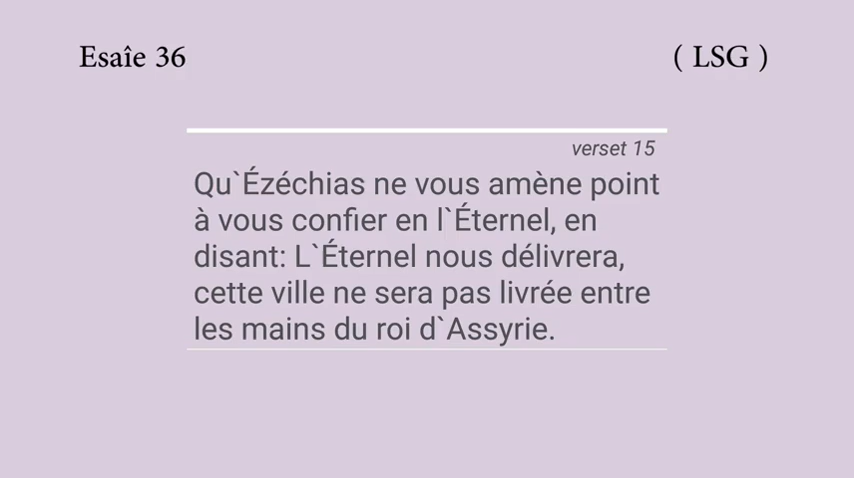 Esaîe 36
( LSG )
verset 15
Qu`Ézéchias ne vous amène point
à vous confier en l`Éternel, en
disant: L`Éternel nous délivrera,
cette ville ne sera pas livrée entre
les mains du roi d`Assyrie.